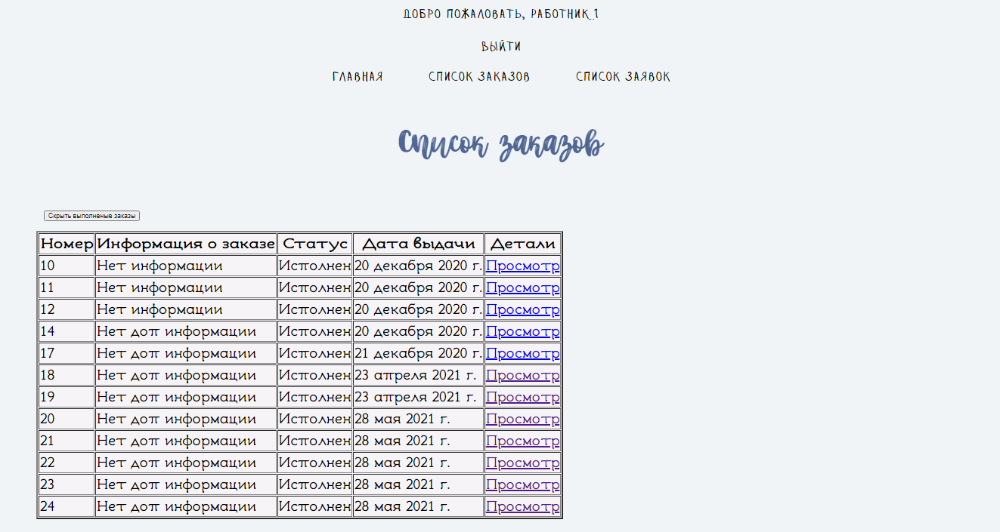 ДОБРО ПОЖАЛОВАТЬ, РАБОТНИК_1
ВЫЙТИ
ГЛАВНАЯ СПИСОК ЗАКАЗОВ СПИСОК ЗАЯВОК
Список заказов
Скрыть выполненые заказы
Номер Информация о заказе Статус Дата выдачи Детали
10 Нет информации Исполнен 20 декабря 2020 г. Просмотр
11 Нет информации Исполнен 20 декабря 2020 г. Просмотр
12 Нет информации Исполнен 20 декабря 2020 г. Просмотр
14 Нет доп информации Исполнен 20 декабря 2020 г. Просмотр
17 Нет доп информации Исполнен 21 декабря 2020 г. Просмотр
18 Нет доп информации Исполнен 23 апреля 2021 г. Просмотр
19 Нет доп информации Исполнен 23 апреля 2021 г. Просмотр
20 Нет доп информации Исполнен 28 мая 2021 г. Просмотр
21 Нет доп информации Исполнен 28 мая 2021 г. Просмотр
22 Нет доп информации Исполнен 28 мая 2021 г. Просмотр
23 Нет доп информации Исполнен 28 мая 2021 г. Просмотр
24 Нет доп информации Исполнен 28 мая 2021 г. Просмотр